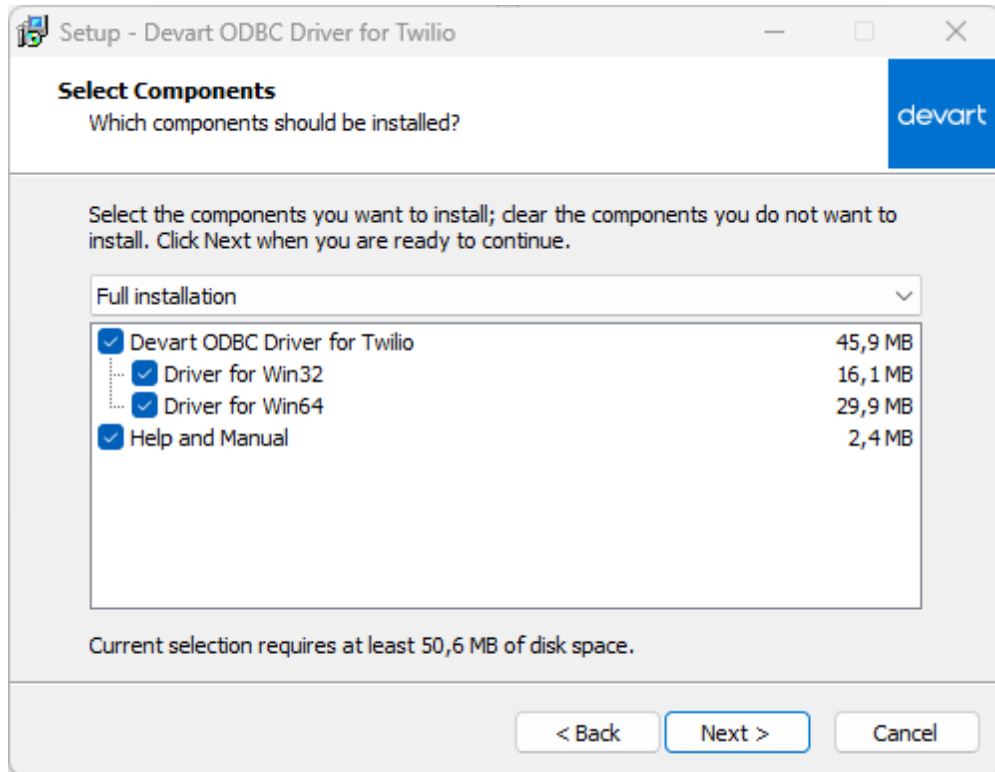 Setup - Devart ODBC Driver for Twilio
Select Components
Which components should be installed?
devart
Select the components you want to install; clear the components you do not want to
install. Click Next when you are ready to continue.
Full installation
Devart ODBC Driver for Twilio 45,9 MB
Driver for Win32 16,1 MB
Driver for Win64 29,9 MB
Help and Manual 2,4 MB
Current selection requires at least 50,6 MB of disk space.
< Back Next > Cancel